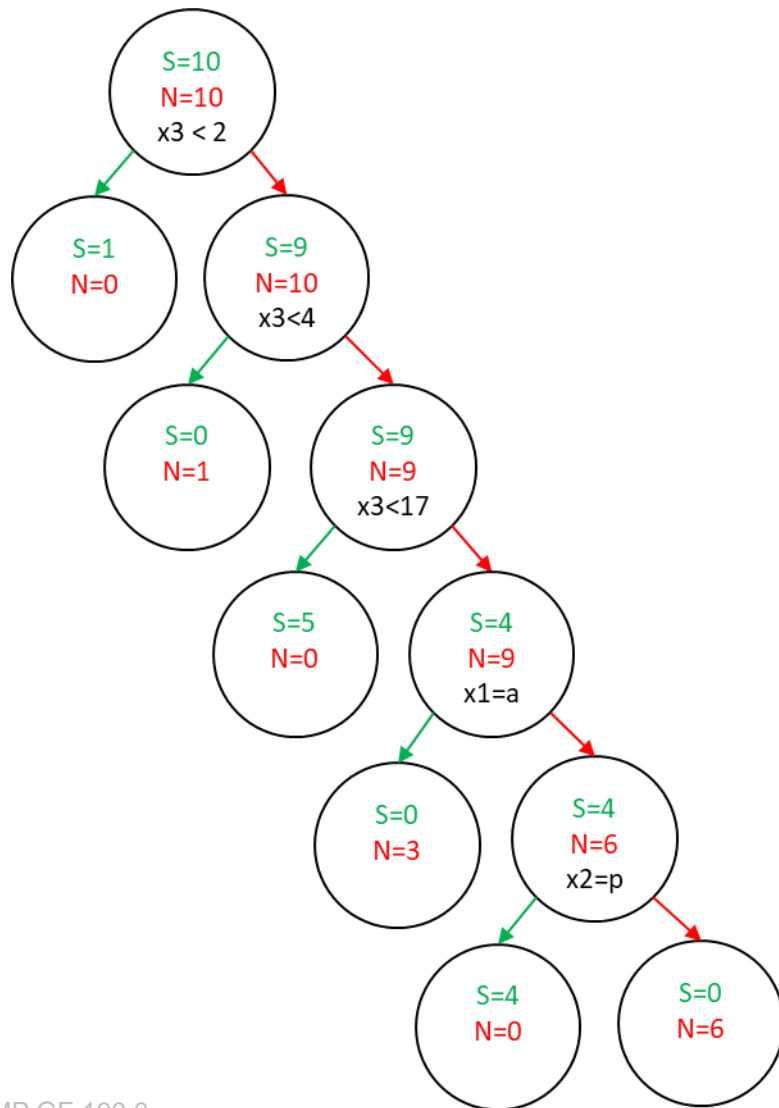 S=10
N=10
x3 < 2
S=1
N=0
S=9
N=10
x3<4
S=0
N=1
S=9
N=9
x3<17
S=5
N=0
S=4
N=9
x1=a
S=0
N=3
S=4
N=6
x2=p
S=4
N=0
S=0
N=6